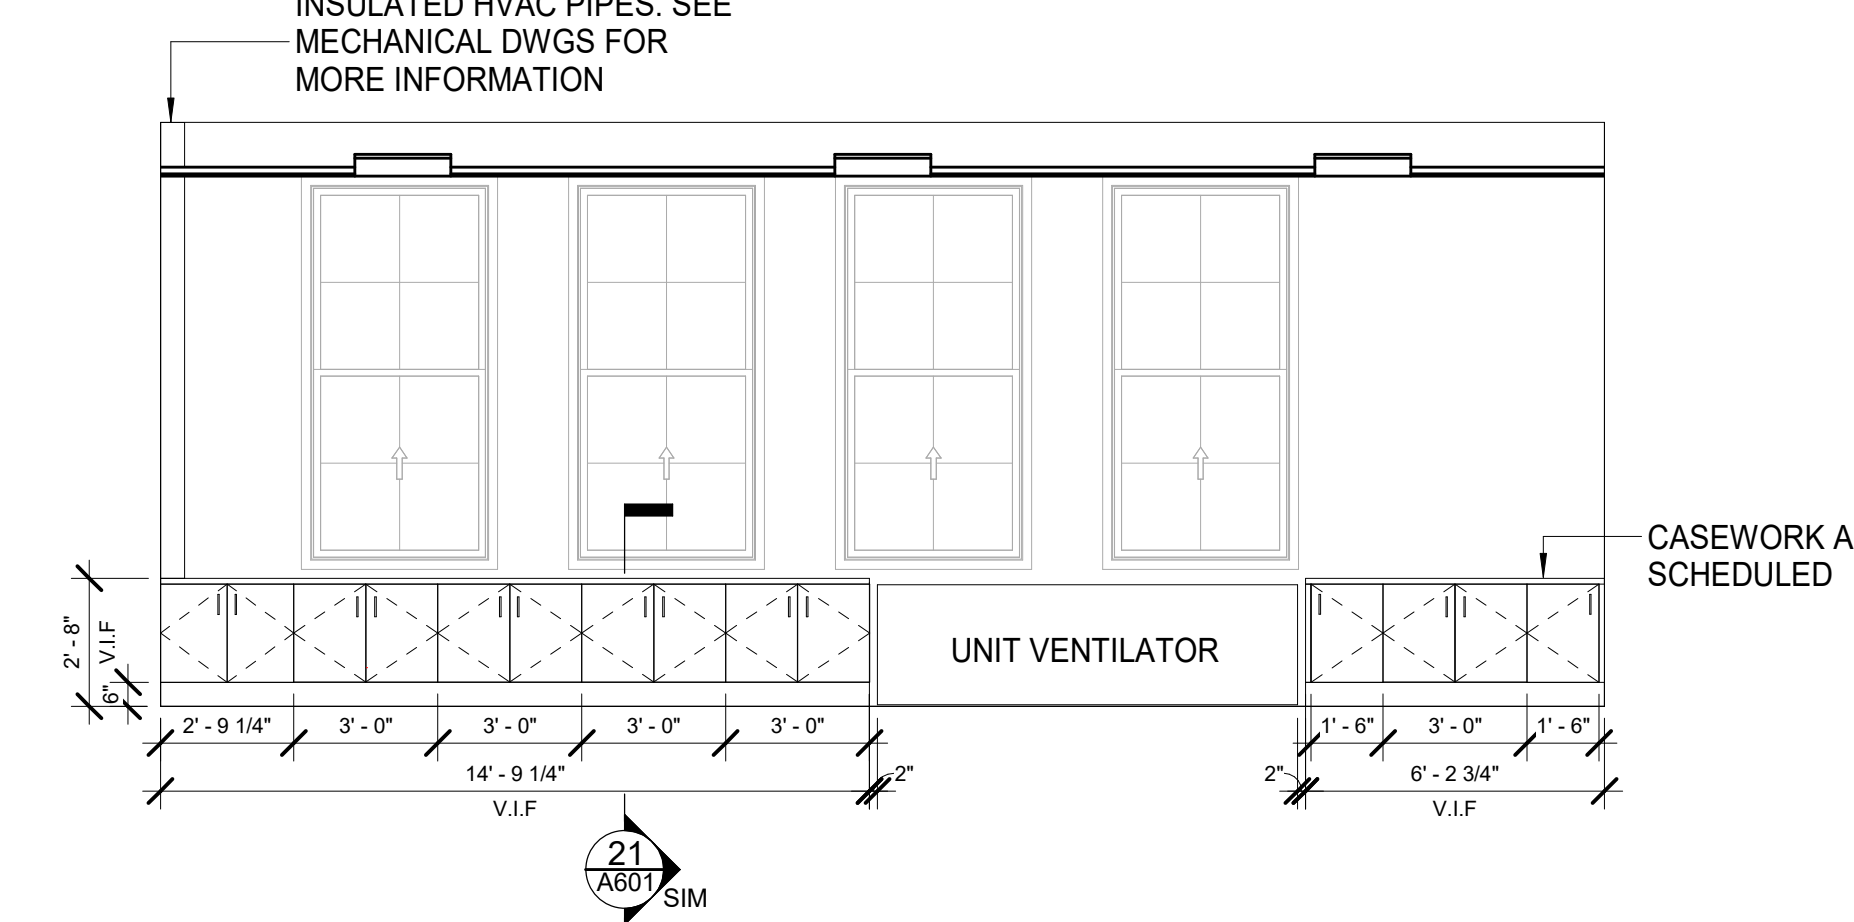 INSULATED HVAC PIPES. SEE
MECHANICAL DWGS FOR
MORE INFORMATION
CASEWORK A
SCHEDULED
UNIT VENTILATOR
2' - 8"
V.I.F
6"
2' - 9 1/4"
3' - 0"
3' - 0"
3' - 0"
3' - 0"
1' - 6"
3' - 0"
1' - 6"
14' - 9 1/4"
V.I.F
2"
2"
6' - 2 3/4"
V.I.F
21
A601
SIM